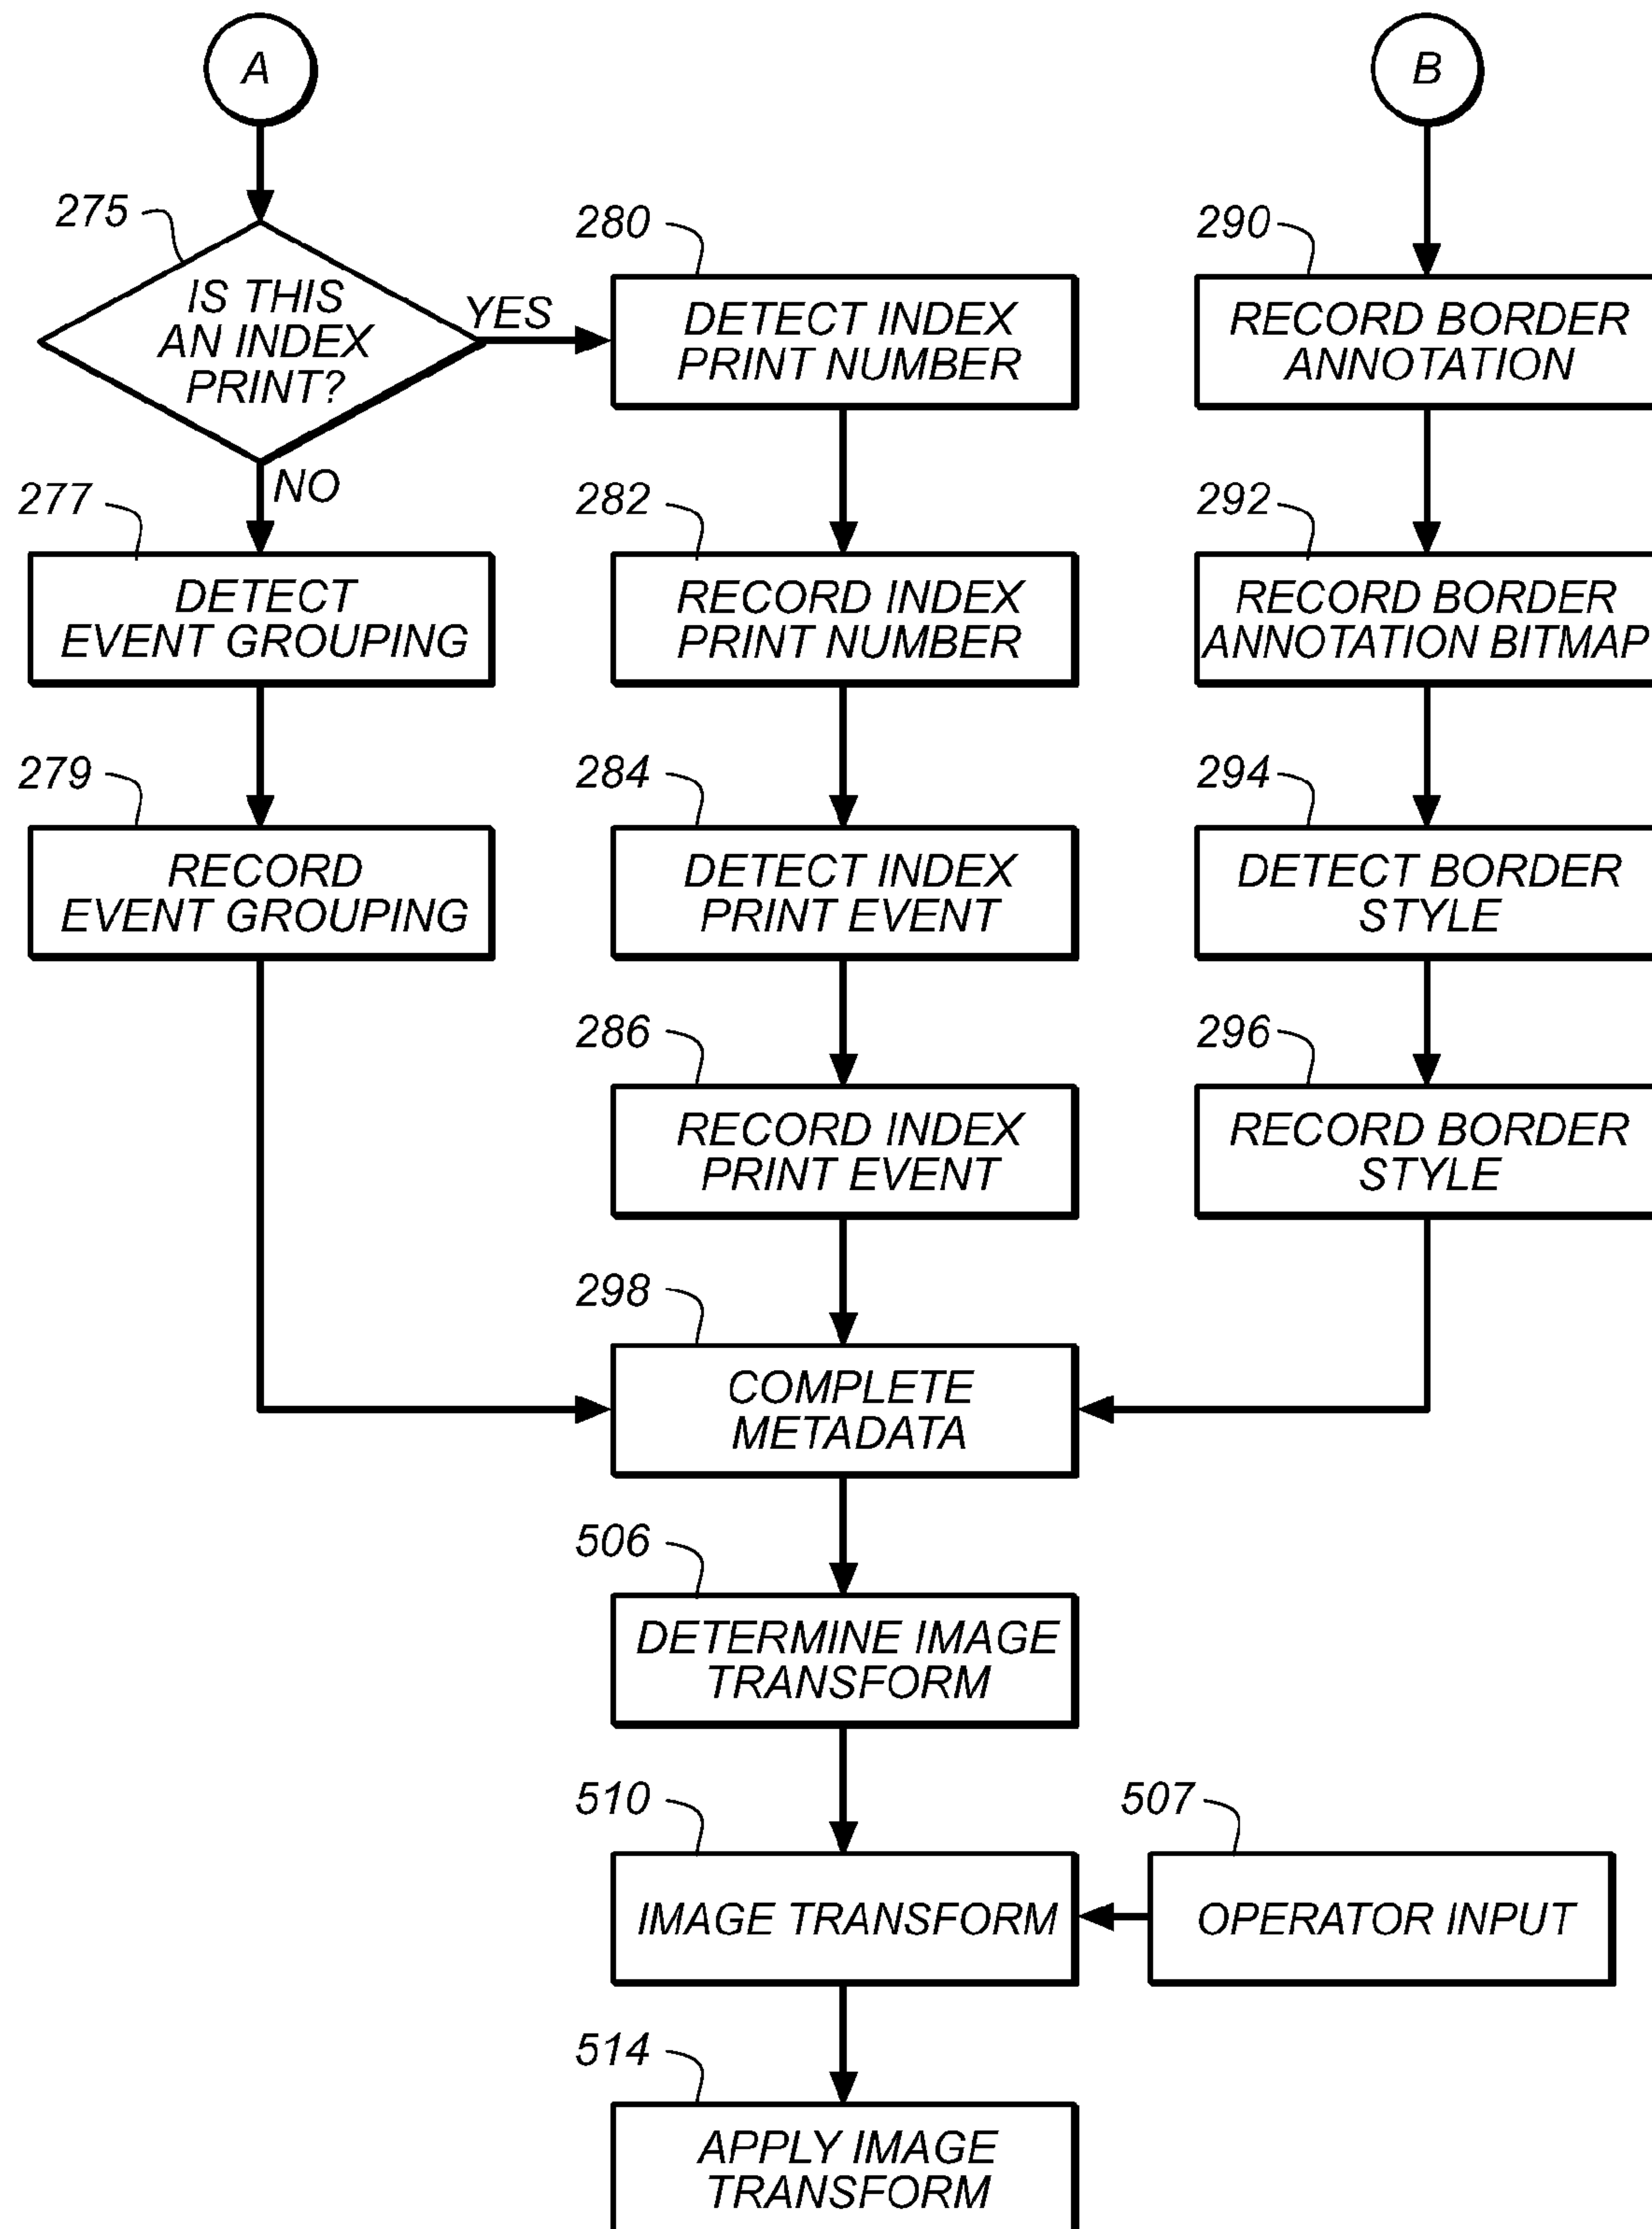 A
B
275
280
290
IS THIS
AN INDEX
PRINT?
YES
DETECT INDEX
PRINT NUMBER
RECORD BORDER
ANNOTATION
NO
277
282
292
DETECT
EVENT GROUPING
RECORD INDEX
PRINT NUMBER
RECORD BORDER
ANNOTATION BITMAP
279
284
294
RECORD
EVENT GROUPING
DETECT INDEX
PRINT EVENT
DETECT BORDER
STYLE
286
296
RECORD INDEX
PRINT EVENT
RECORD BORDER
STYLE
298
COMPLETE
METADATA
506
DETERMINE IMAGE
TRANSFORM
510
507
IMAGE TRANSFORM
OPERATOR INPUT
514
APPLY IMAGE
TRANSFORM